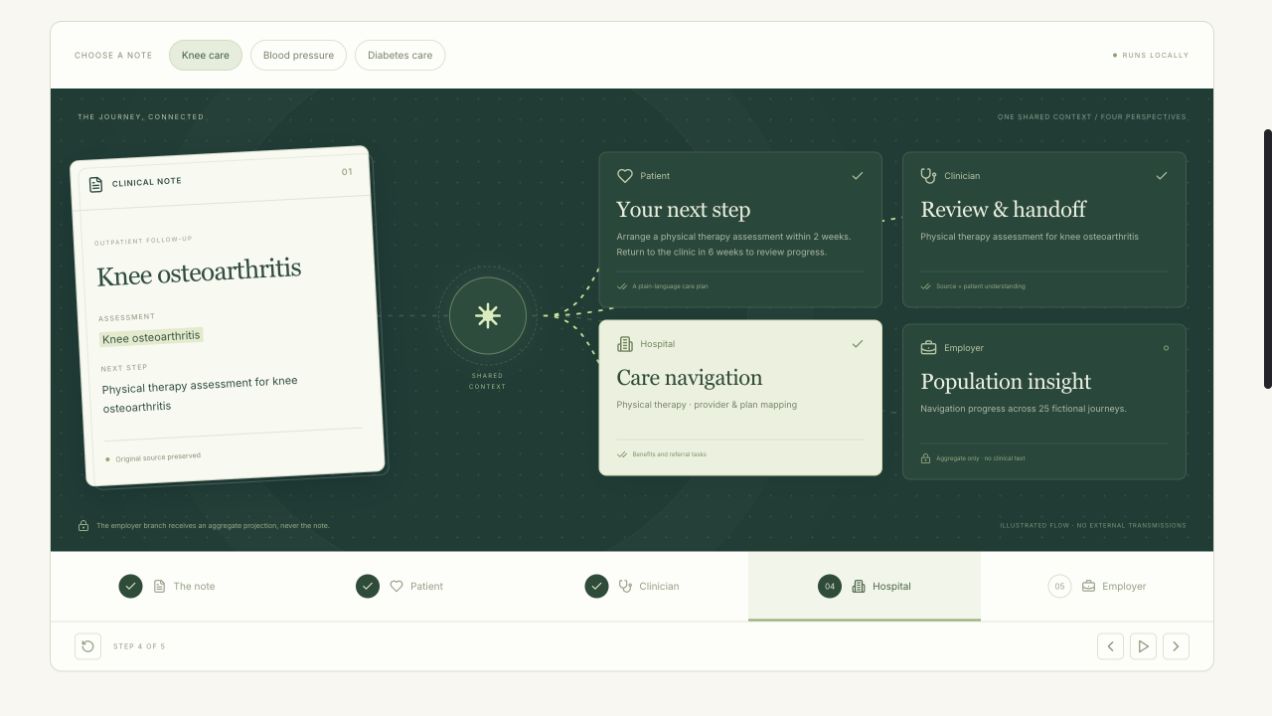 CHOOSE A NOTE
Knee care
Blood pressure
Diabetes care
RUNS LOCALLY
THE JOURNEY, CONNECTED
ONE SHARED CONTEXT / FOUR PERSPECTIVES
CLINICAL NOTE
01
OUTPATIENT FOLLOW-UP
Knee osteoarthritis
ASSESSMENT
Knee osteoarthritis
NEXT STEP
Physical therapy assessment for knee
osteoarthritis
Original source preserved
SHARED
CONTEXT
Patient
Your next step
Arrange a physical therapy assessment within 2 weeks.
Return to the clinic in 6 weeks to review progress.
A plain-language care plan
Clinician
Review & handoff
Physical therapy assessment for knee osteoarthritis
Source + patient understanding
Hospital
Care navigation
Physical therapy · provider & plan mapping
Benefits and referral tasks
Employer
Population insight
Navigation progress across 25 fictional journeys.
Aggregate only · no clinical text
The employer branch receives an aggregate projection, never the note.
ILLUSTRATED FLOW · NO EXTERNAL TRANSMISSIONS
The note
Patient
Clinician
04
Hospital
05
Employer
STEP 4 OF 5